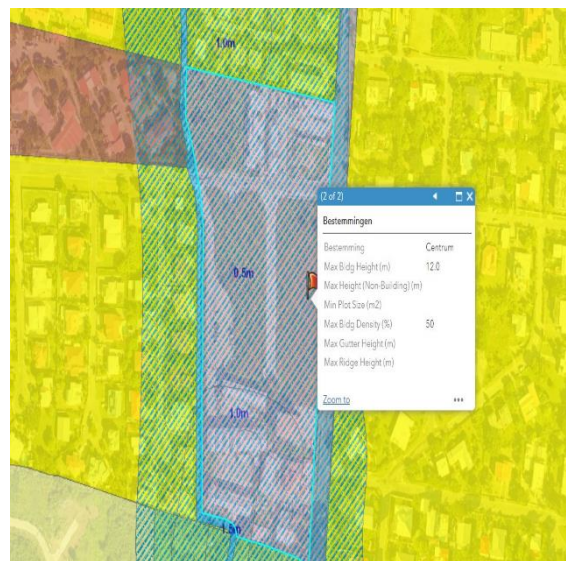 1.0m
(2 of 2)
Bestemmingen
Bestemming Centrum
Max Bldg Height (m) 12.0
Max Height (Non-Building) (m)
Min Plot Size (m2)
Max Bldg Density (%) 50
Max Gutter Height (m)
Max Ridge Height (m)
Zoom to
0.5m
1.0m
1.5m